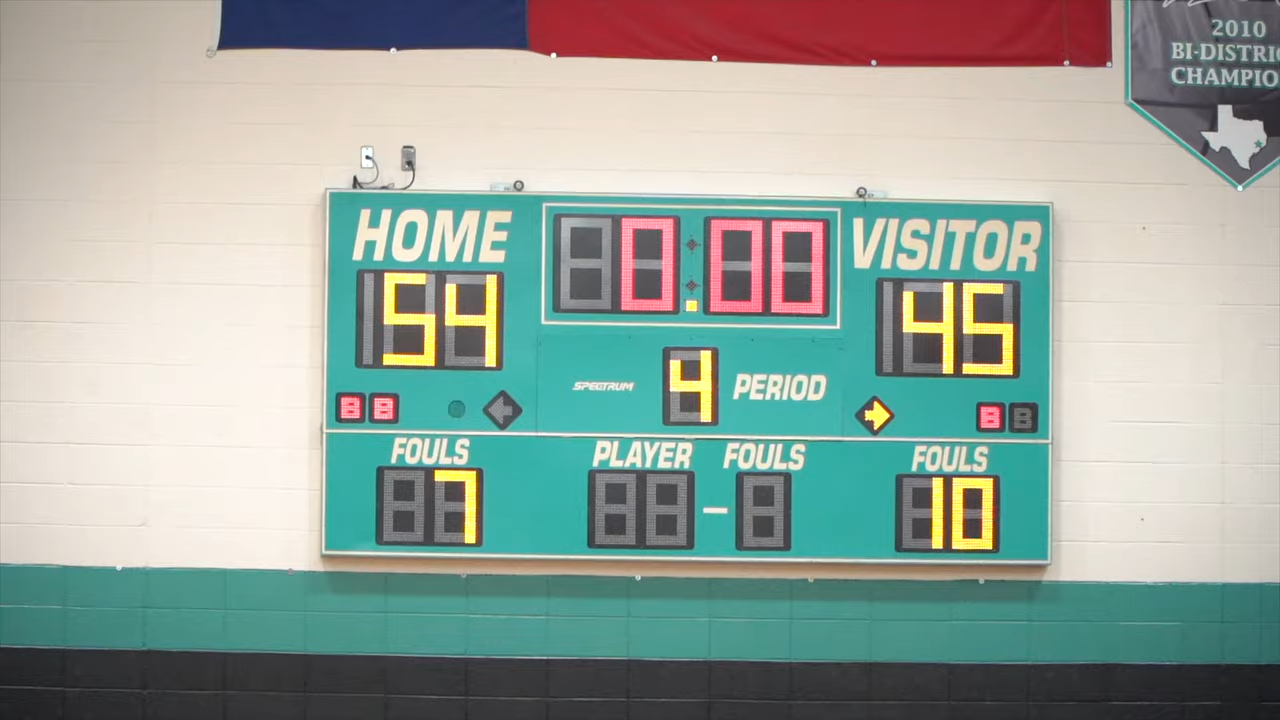 2010
BI-DISTRIC
CHAMPIO
HOME
0:00
VISITOR
54
45
SPECTRUM
4
PERIOD
B B
B B
FOULS
PLAYER FOULS
FOULS
7
-
10